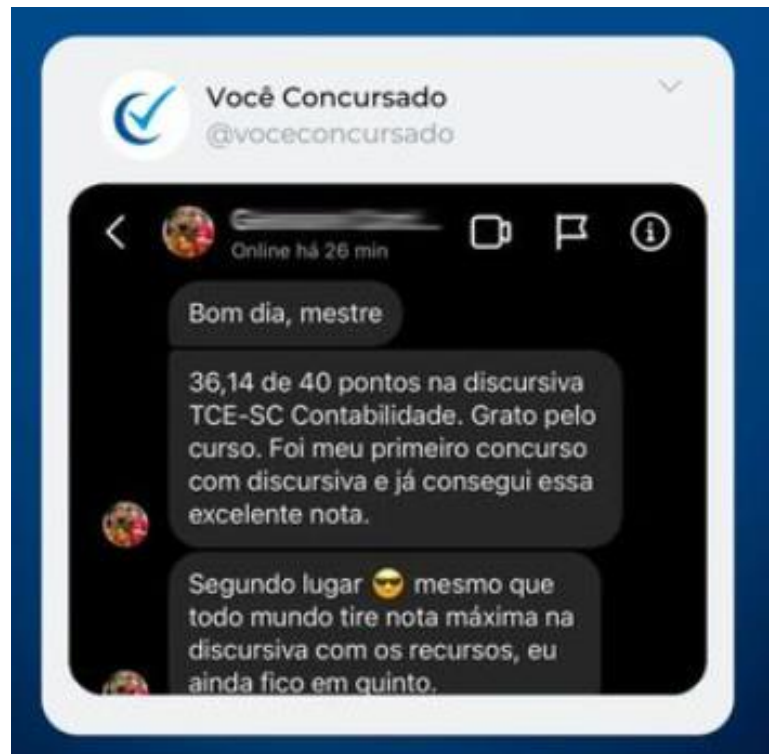 Você Concursado
@voceconcursado
Online há 26 min
Bom dia, mestre
36,14 de 40 pontos na discursiva
TCE-SC Contabilidade. Grato pelo
curso. Foi meu primeiro concurso
com discursiva e já consegui essa
excelente nota.
Segundo lugar 😎 mesmo que
todo mundo tire nota máxima na
discursiva com os recursos, eu
ainda fico em quinto.